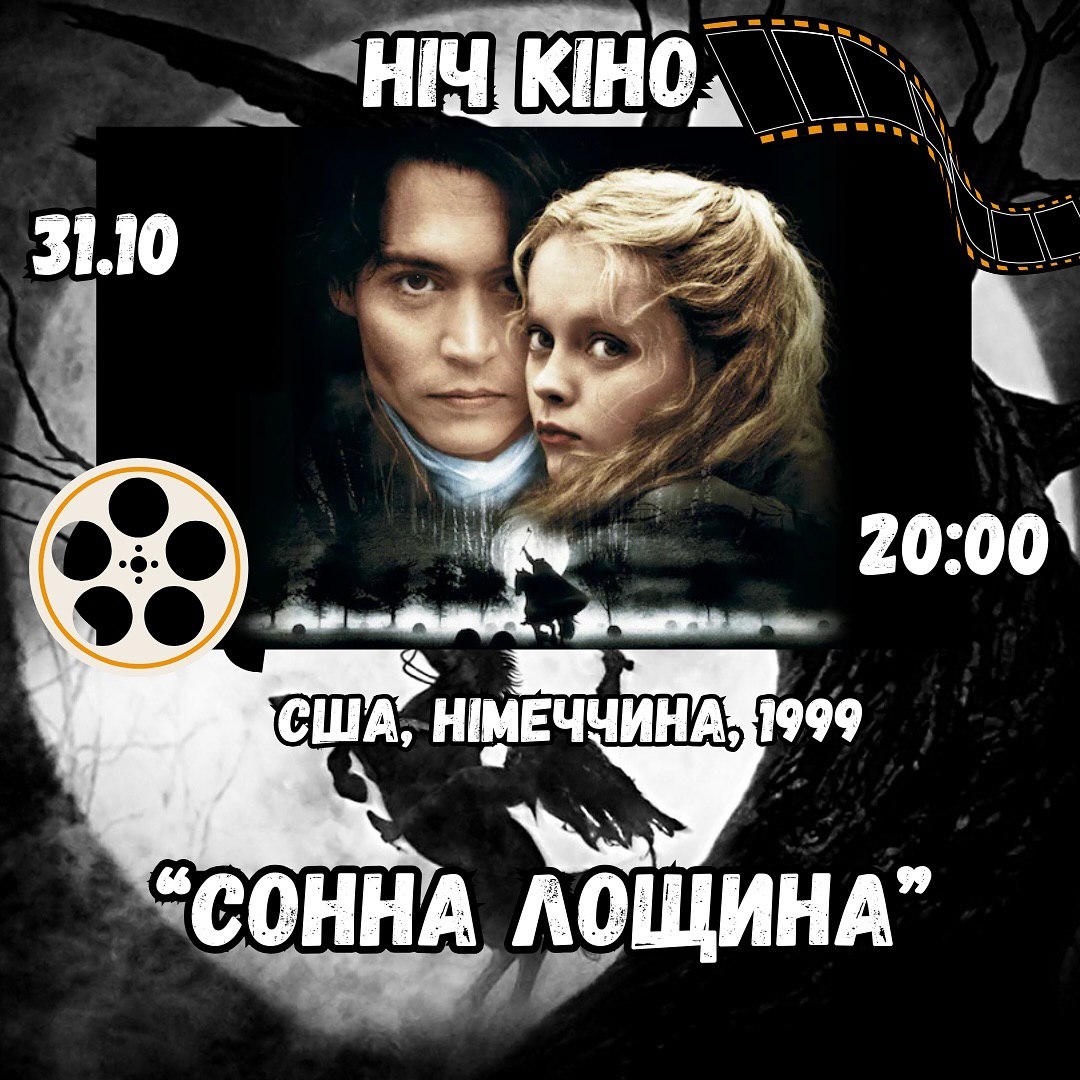 НІЧ КІНО
31.10
20:00
США, НІМЕЧЧИНА, 1999
“СОННА ЛОЩИНА”